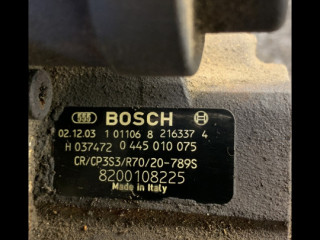 555 BOSCH
02.12.03 1 01106 8 216337 4
H 037472 0 445 010 075
CR/CP3S3/R70/20-789S
8200108225
Made in Italy